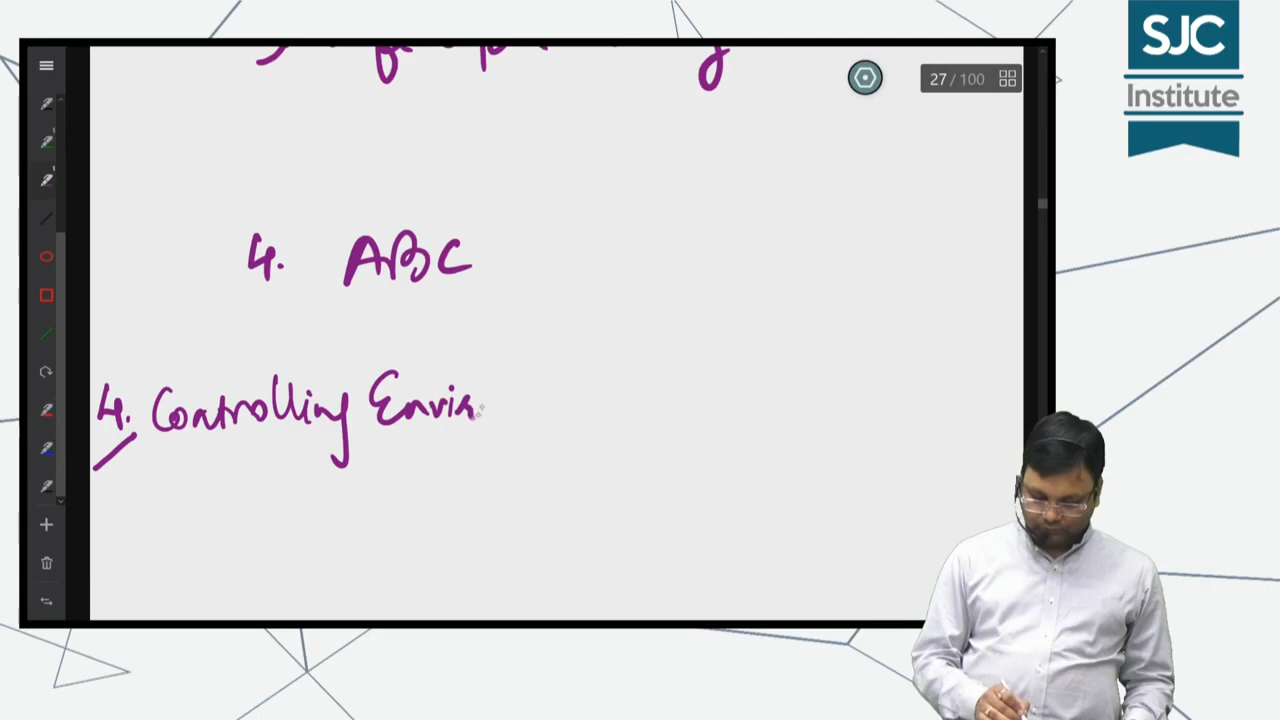 SJC
Institute
27 / 100
4. ABC
4. Controlling Envir